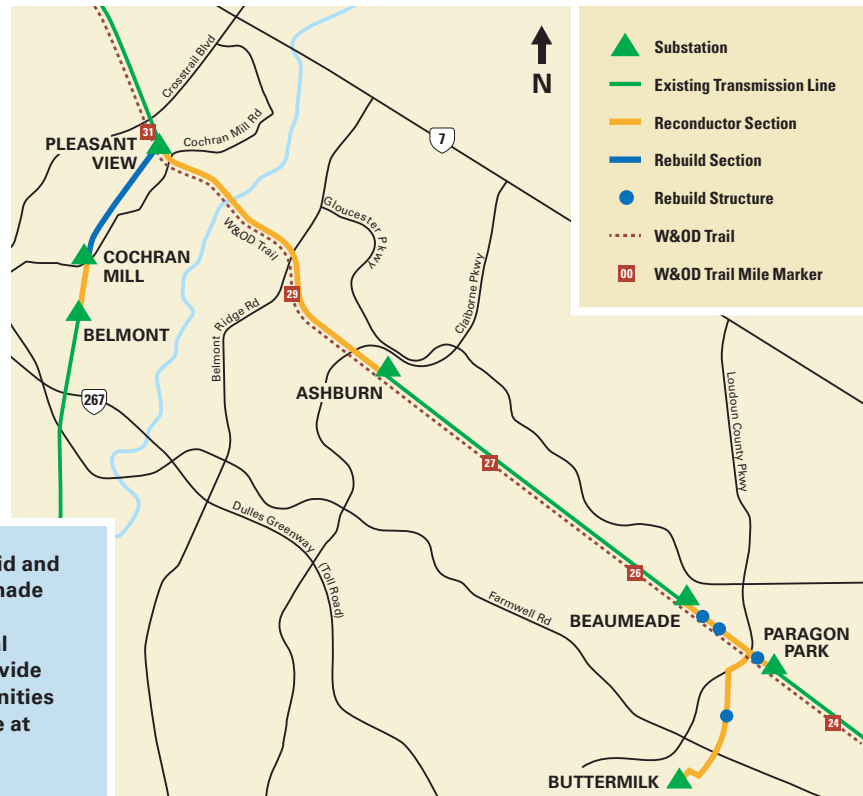 Crosstrail Blvd
31
Cochran Mill Rd
PLEASANT
VIEW
COCHRAN
MILL
BELMONT
267
W&OD Trail
29
Belmont Ridge Rd
Gloucester Pkwy
Claiborne Pkwy
7
N
Substation
Existing Transmission Line
Reconductor Section
Rebuild Section
Rebuild Structure
W&OD Trail
00 W&OD Trail Mile Marker
ASHBURN
27
Loudoun County Pkwy
Dulles Greenway
(Toll Road)
Farmwell Rd
26
BEAUMEADE
PARAGON
PARK
24
BUTTERMILK
id and
ade
al
vide
nities
e at